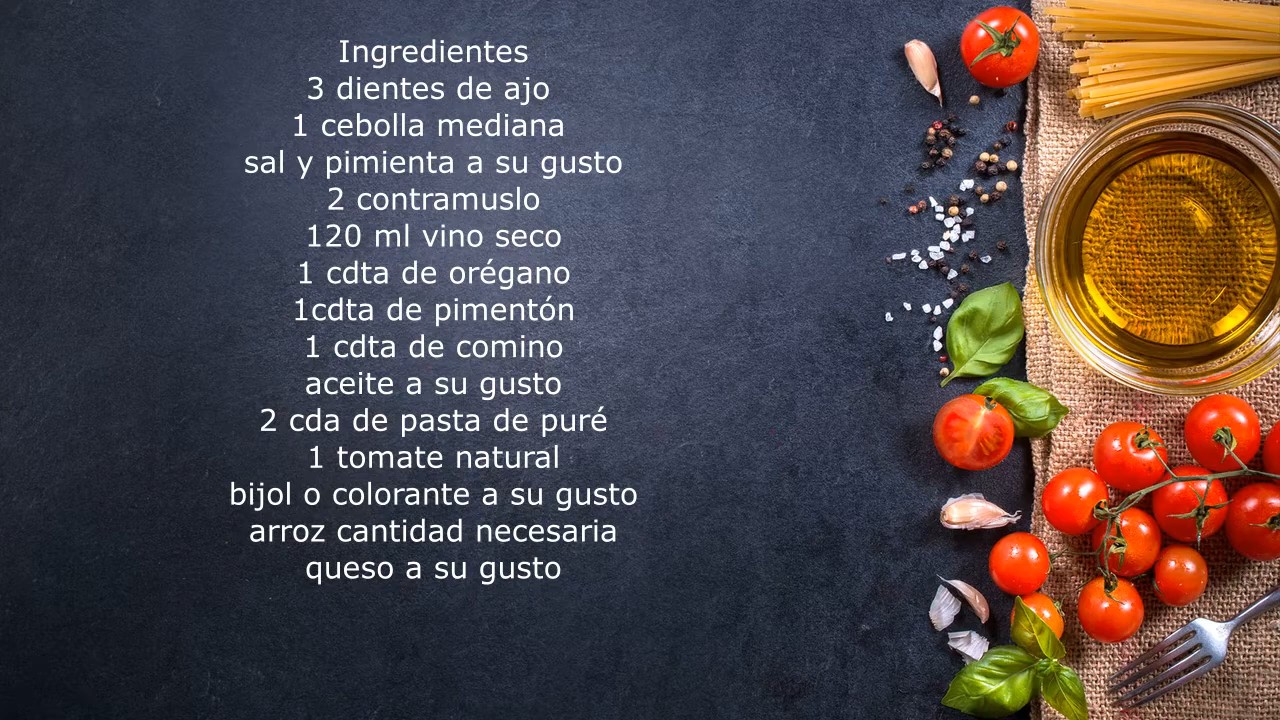 Ingredientes
3 dientes de ajo
1 cebolla mediana
sal y pimienta a su gusto
2 contramuslo
120 ml vino seco
1 cdta de orégano
1cdta de pimentón
1 cdta de comino
aceite a su gusto
2 cda de pasta de puré
1 tomate natural
bijol o colorante a su gusto
arroz cantidad necesaria
queso a su gusto